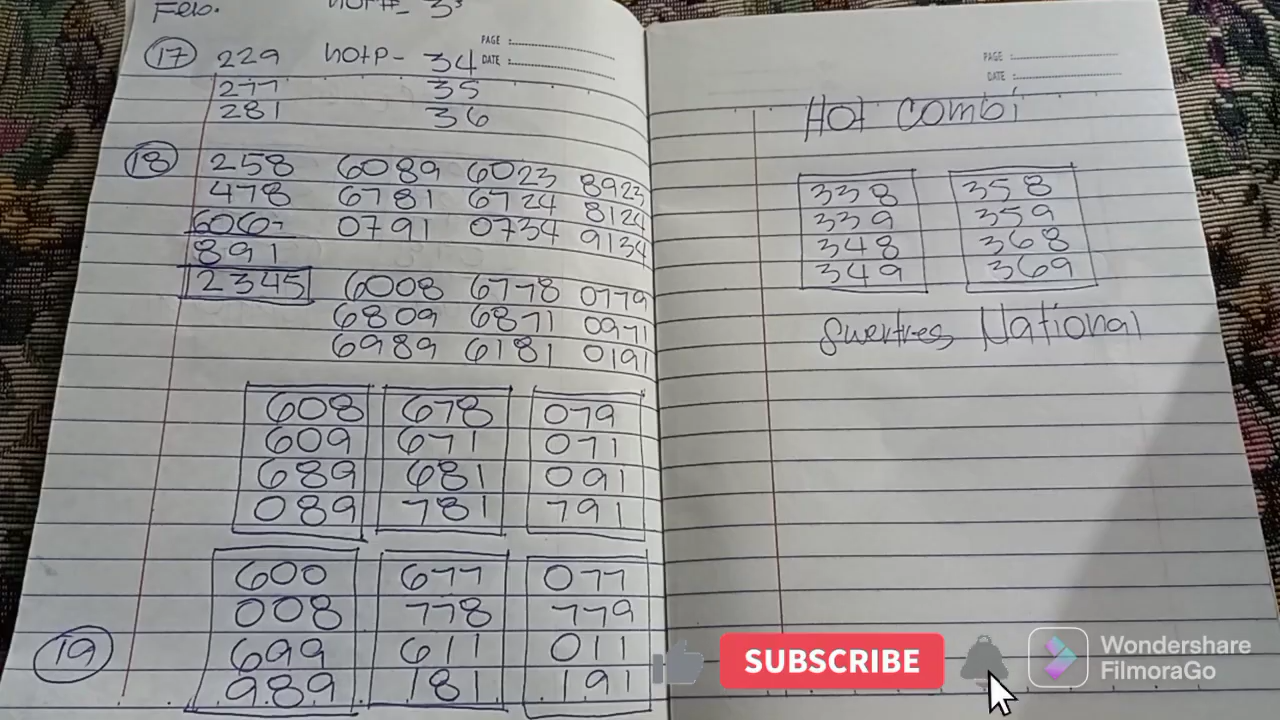 Feb.
(17) 229 hotp- 34
277 35
281 36
PAGE :
DATE :
(18) 258 6089 6023 8923
478 6781 6724 8124
6067 0791 0734 9134
891
2345 6008 6778 0779
6809 6871 0971
6989 6181 0191
608 678 079
609 671 071
689 681 091
089 781 791
600 677 077
008 778 779
(19) 699 611 011
989 181 191
PAGE :
DATE :
Hot Combi
338 358
339 359
348 368
349 369
Swertres National
SUBSCRIBE
Wondershare
FilmoraGo